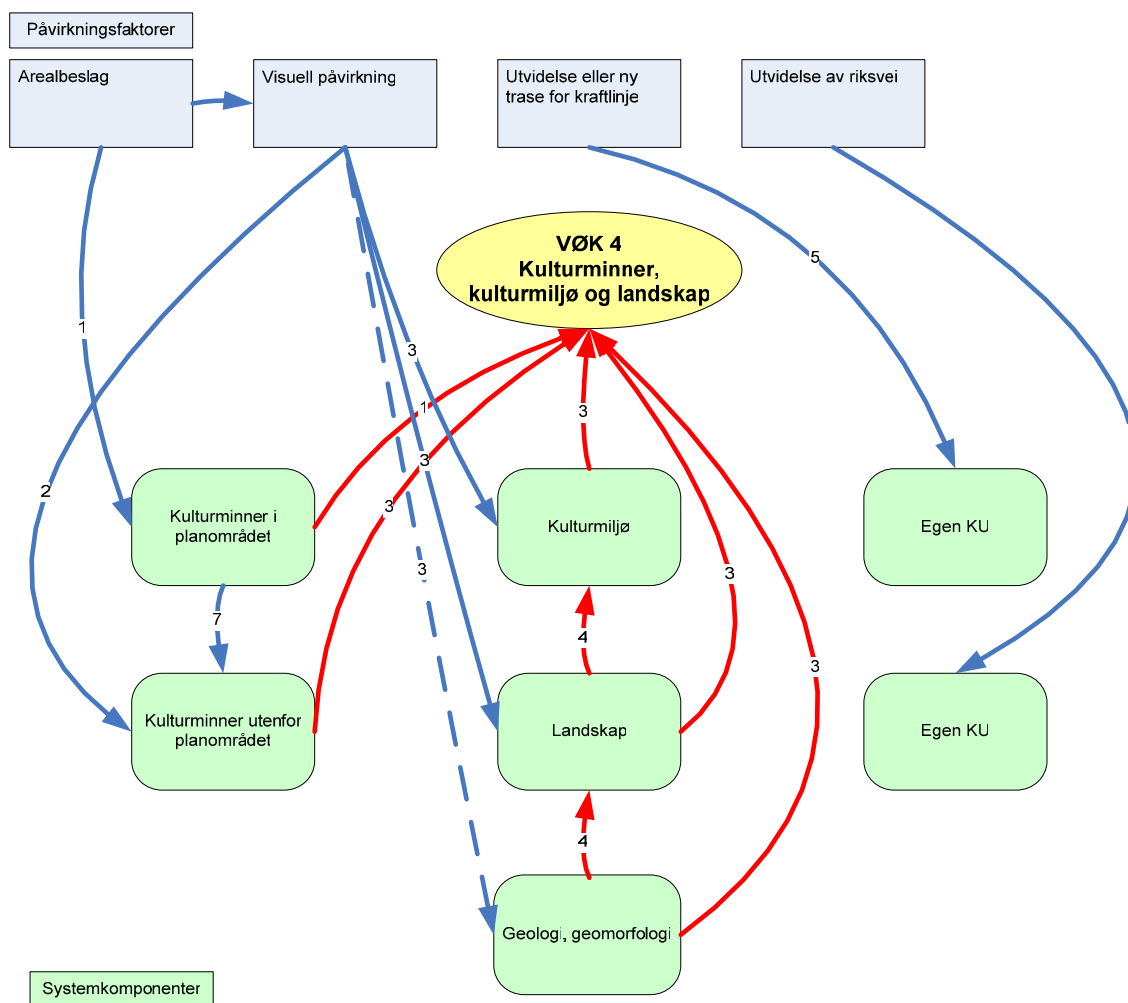 Påvirkningsfaktorer
Arealbeslag
Visuell påvirkning
Utvidelse eller ny
trase for kraftlinje
Utvidelse av riksvei
VØK 4
Kulturminner,
kulturmiljø og landskap
5
1
3
1
3
3
2
3
Kulturminner i
planområdet
Kulturmiljø
Egen KU
3
3
7
4
3
Kulturminner utenfor
planområdet
Landskap
Egen KU
4
Geologi, geomorfologi
Systemkomponenter